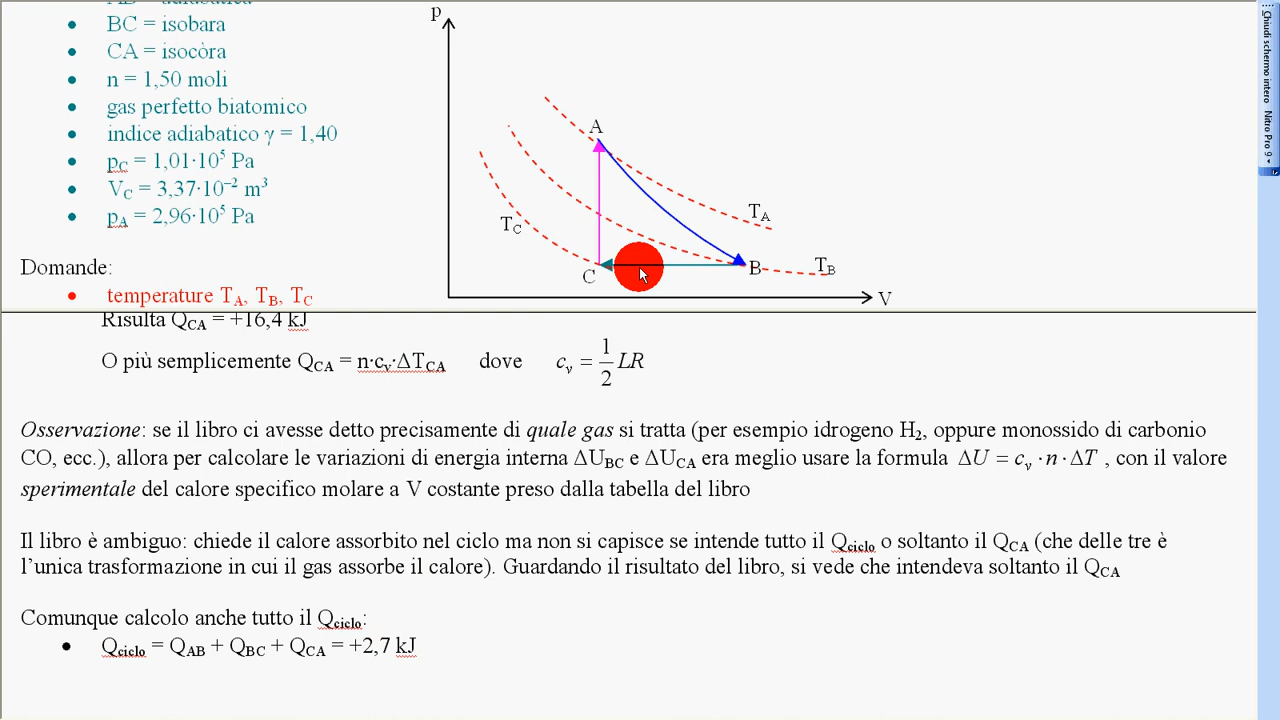 AB = adiabatica
BC = isobara
CA = isocòra
n = 1,50 moli
gas perfetto biatomico
indice adiabatico γ = 1,40
pC = 1,01·10⁵ Pa
VC = 3,37·10⁻² m³
pA = 2,96·10⁵ Pa
Domande:
temperature TA, TB, TC
p
A
TA
TC
C
B
TB
V
Risulta QCA = +16,4 kJ
O più semplicemente QCA = n·cv·ΔTCA dove cv = 1/2 LR
Osservazione: se il libro ci avesse detto precisamente di quale gas si tratta (per esempio idrogeno H₂, oppure monossido di carbonio
CO, ecc.), allora per calcolare le variazioni di energia interna ΔUBC e ΔUCA era meglio usare la formula ΔU = cv · n · ΔT , con il valore
sperimentale del calore specifico molare a V costante preso dalla tabella del libro
Il libro è ambiguo: chiede il calore assorbito nel ciclo ma non si capisce se intende tutto il Qciclo o soltanto il QCA (che delle tre è
l’unica trasformazione in cui il gas assorbe il calore). Guardando il risultato del libro, si vede che intendeva soltanto il QCA
Comunque calcolo anche tutto il Qciclo:
Qciclo = QAB + QBC + QCA = +2,7 kJ
Chiudi schermo intero Nitro Pro 9